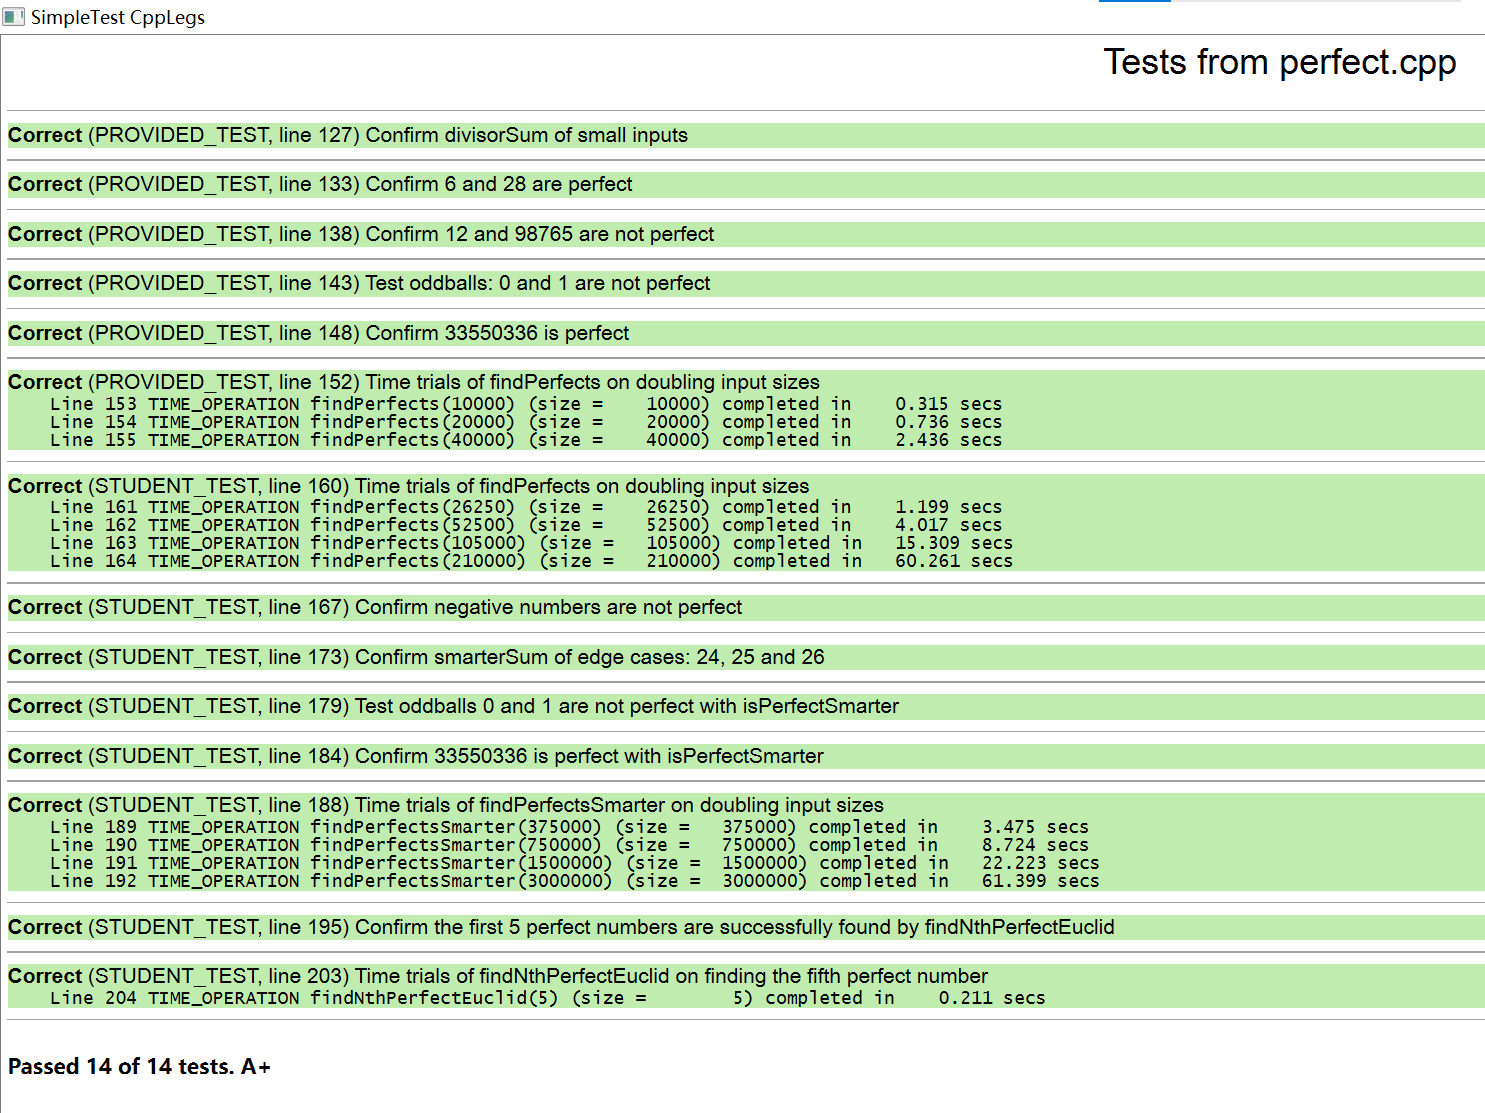 SimpleTest CppLegs
Tests from perfect.cpp
Correct (PROVIDED_TEST, line 127) Confirm divisorSum of small inputs
Correct (PROVIDED_TEST, line 133) Confirm 6 and 28 are perfect
Correct (PROVIDED_TEST, line 138) Confirm 12 and 98765 are not perfect
Correct (PROVIDED_TEST, line 143) Test oddballs: 0 and 1 are not perfect
Correct (PROVIDED_TEST, line 148) Confirm 33550336 is perfect
Correct (PROVIDED_TEST, line 152) Time trials of findPerfects on doubling input sizes
Line 153 TIME_OPERATION findPerfects(10000) (size =    10000) completed in    0.315 secs
Line 154 TIME_OPERATION findPerfects(20000) (size =    20000) completed in    0.736 secs
Line 155 TIME_OPERATION findPerfects(40000) (size =    40000) completed in    2.436 secs
Correct (STUDENT_TEST, line 160) Time trials of findPerfects on doubling input sizes
Line 161 TIME_OPERATION findPerfects(26250) (size =    26250) completed in    1.199 secs
Line 162 TIME_OPERATION findPerfects(52500) (size =    52500) completed in    4.017 secs
Line 163 TIME_OPERATION findPerfects(105000) (size =   105000) completed in   15.309 secs
Line 164 TIME_OPERATION findPerfects(210000) (size =   210000) completed in   60.261 secs
Correct (STUDENT_TEST, line 167) Confirm negative numbers are not perfect
Correct (STUDENT_TEST, line 173) Confirm smarterSum of edge cases: 24, 25 and 26
Correct (STUDENT_TEST, line 179) Test oddballs 0 and 1 are not perfect with isPerfectSmarter
Correct (STUDENT_TEST, line 184) Confirm 33550336 is perfect with isPerfectSmarter
Correct (STUDENT_TEST, line 188) Time trials of findPerfectsSmarter on doubling input sizes
Line 189 TIME_OPERATION findPerfectsSmarter(375000) (size =   375000) completed in    3.475 secs
Line 190 TIME_OPERATION findPerfectsSmarter(750000) (size =   750000) completed in    8.724 secs
Line 191 TIME_OPERATION findPerfectsSmarter(1500000) (size =  1500000) completed in   22.223 secs
Line 192 TIME_OPERATION findPerfectsSmarter(3000000) (size =  3000000) completed in   61.399 secs
Correct (STUDENT_TEST, line 195) Confirm the first 5 perfect numbers are successfully found by findNthPerfectEuclid
Correct (STUDENT_TEST, line 203) Time trials of findNthPerfectEuclid on finding the fifth perfect number
Line 204 TIME_OPERATION findNthPerfectEuclid(5) (size =        5) completed in    0.211 secs
Passed 14 of 14 tests. A+